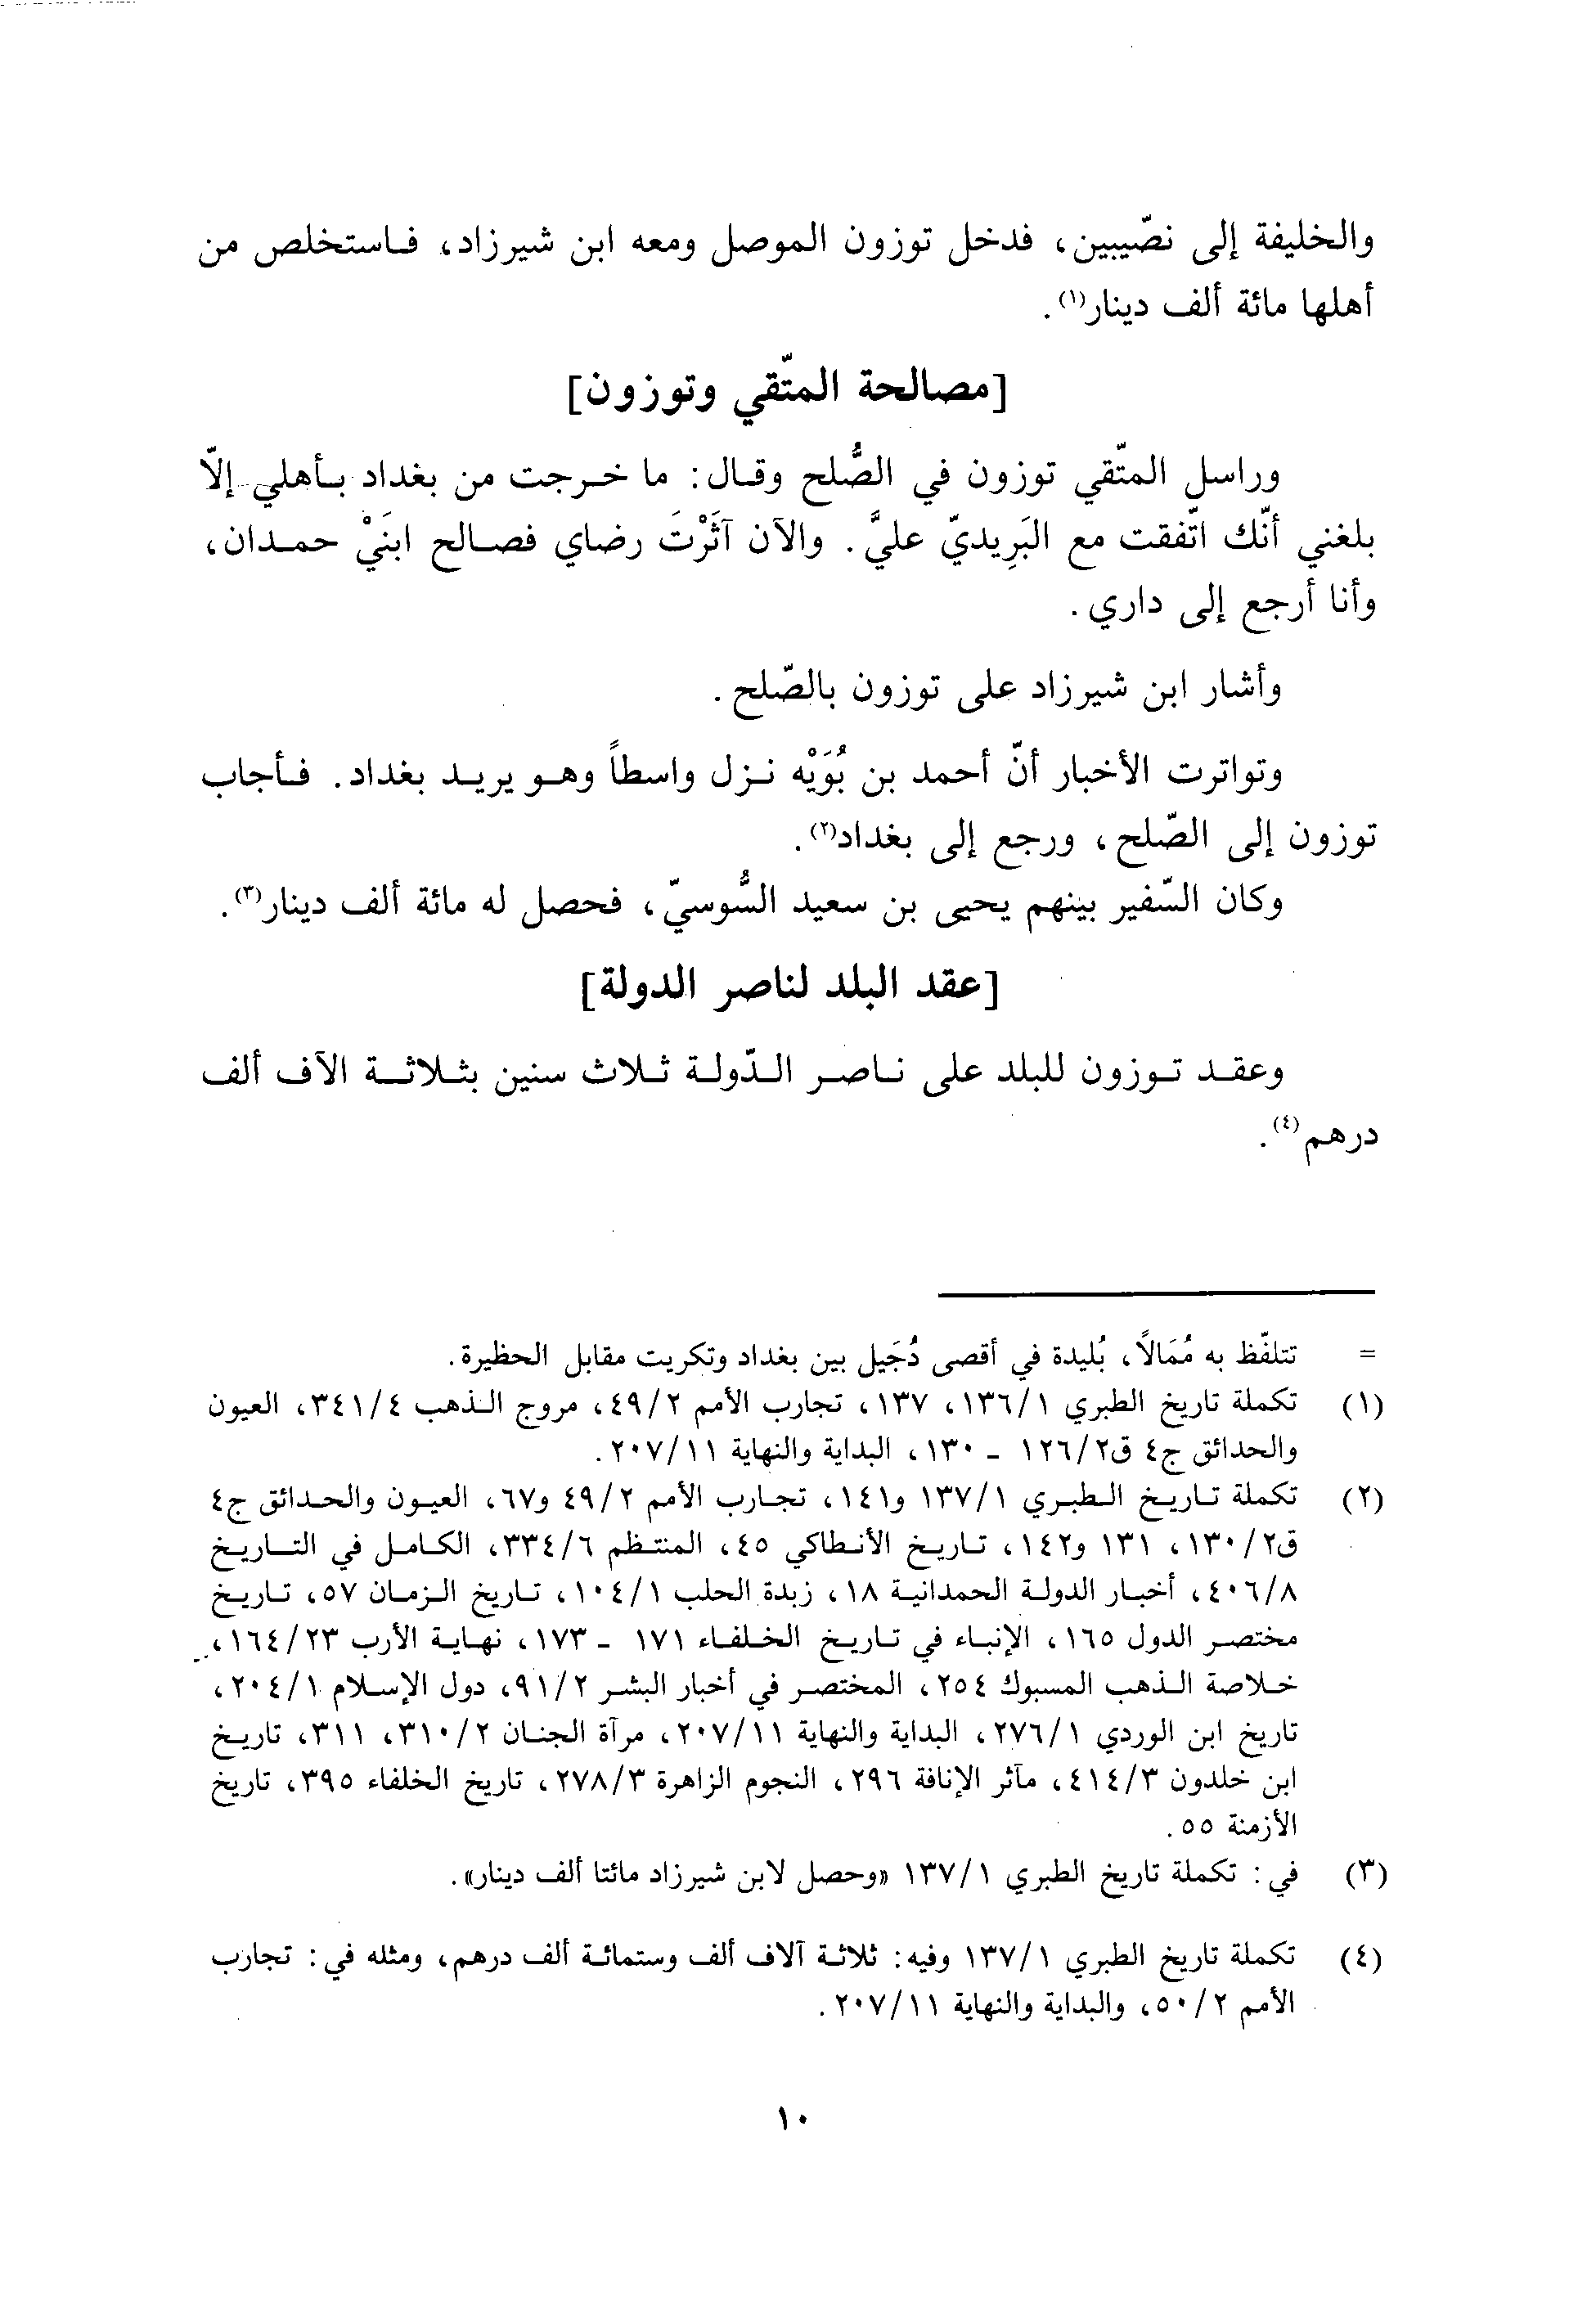 والخليفة إلى نصّيبين، فدخل توزون الموصل ومعه ابن شيرزاد، فاستخلص من
أهلها مائة ألف دينار(١).
[مصالحة المتّقي وتوزون]
وراسل المتّقي توزون في الصُّلح وقال: ما خرجت من بغداد بأهلي إلّا
بلغني أنّك اتّفقت مع البَرِيديّ عليَّ. والآن آثَرْتَ رضاي فصالح ابنَيْ حمدان،
وأنا أرجع إلى داري.
وأشار ابن شيرزاد على توزون بالصّلح.
وتواترت الأخبار أنّ أحمد بن بُوَيْه نزل واسطاً وهو يريد بغداد. فأجاب
توزون إلى الصّلح، ورجع إلى بغداد(٢).
وكان السّفير بينهم يحيى بن سعيد السُّوسيّ، فحصل له مائة ألف دينار(٣).
[عقد البلد لناصر الدولة]
وعقد توزون للبلد على ناصر الدّولة ثلاث سنين بثلاثة الآف ألف
درهم(٤).
= تتلفّظ به مُمَالًا، بُليدة في أقصى دُجَيل بين بغداد وتكريت مقابل الحظيرة.
(١) تكملة تاريخ الطبري ١/١٣٦، ١٣٧، تجارب الأمم ٢/٤٩، مروج الذهب ٤/٣٤١، العيون
والحدائق ج٤ ق٢/١٢٦ - ١٣٠، البداية والنهاية ١١/٢٠٧.
(٢) تكملة تاريخ الطبري ١/١٣٧ و١٤١، تجارب الأمم ٢/٤٩ و٦٧، العيون والحدائق ج٤
ق٢/١٣٠، ١٣١ و١٤٢، تاريخ الأنطاكي ٤٥، المنتظم ٦/٣٣٤، الكامل في التاريخ
٨/٤٠٦، أخبار الدولة الحمدانية ١٨، زبدة الحلب ١/١٠٤، تاريخ الزمان ٥٧، تاريخ
مختصر الدول ١٦٥، الإنباء في تاريخ الخلفاء ١٧١ - ١٧٣، نهاية الأرب ٢٣/١٦٤،
خلاصة الذهب المسبوك ٢٥٤، المختصر في أخبار البشر ٢/٩١، دول الإسلام ١/٢٠٤،
تاريخ ابن الوردي ١/٢٧٦، البداية والنهاية ١١/٢٠٧، مرآة الجنان ٢/٣١٠، ٣١١، تاريخ
ابن خلدون ٣/٤١٤، مآثر الإنافة ٢٩٦، النجوم الزاهرة ٣/٢٧٨، تاريخ الخلفاء ٣٩٥، تاريخ
الأزمنة ٥٥.
(٣) في: تكملة تاريخ الطبري ١/١٣٧ «وحصل لابن شيرزاد مائتا ألف دينار».
(٤) تكملة تاريخ الطبري ١/١٣٧ وفيه: ثلاثة آلاف ألف وستمائة ألف درهم، ومثله في: تجارب
الأمم ٢/٥٠، والبداية والنهاية ١١/٢٠٧.
١٠